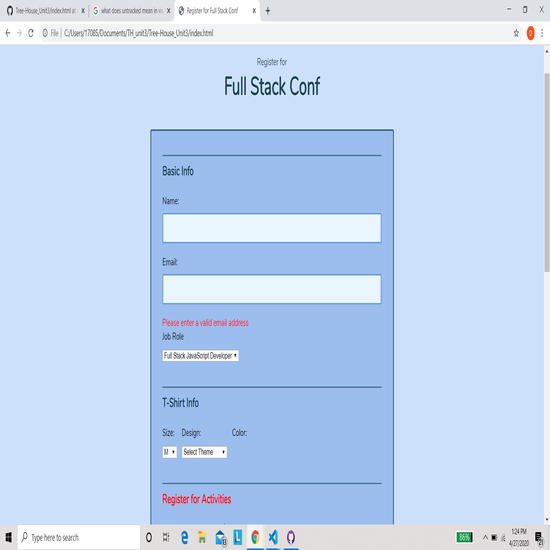 Tree-House_Unit3/index.html at
what does untracked mean in vs
Register for Full Stack Conf
File | C:/Users/17085/Documents/TH_unit3/Tree-House_Unit3/index.html
Register for
Full Stack Conf
Basic Info
Name:
Email:
Please enter a valid email address
Job Role
Full Stack JavaScript Developer
T-Shirt Info
Size: Design: Color:
M Select Theme
Register for Activities
Type here to search
86%
1:24 PM
4/27/2020